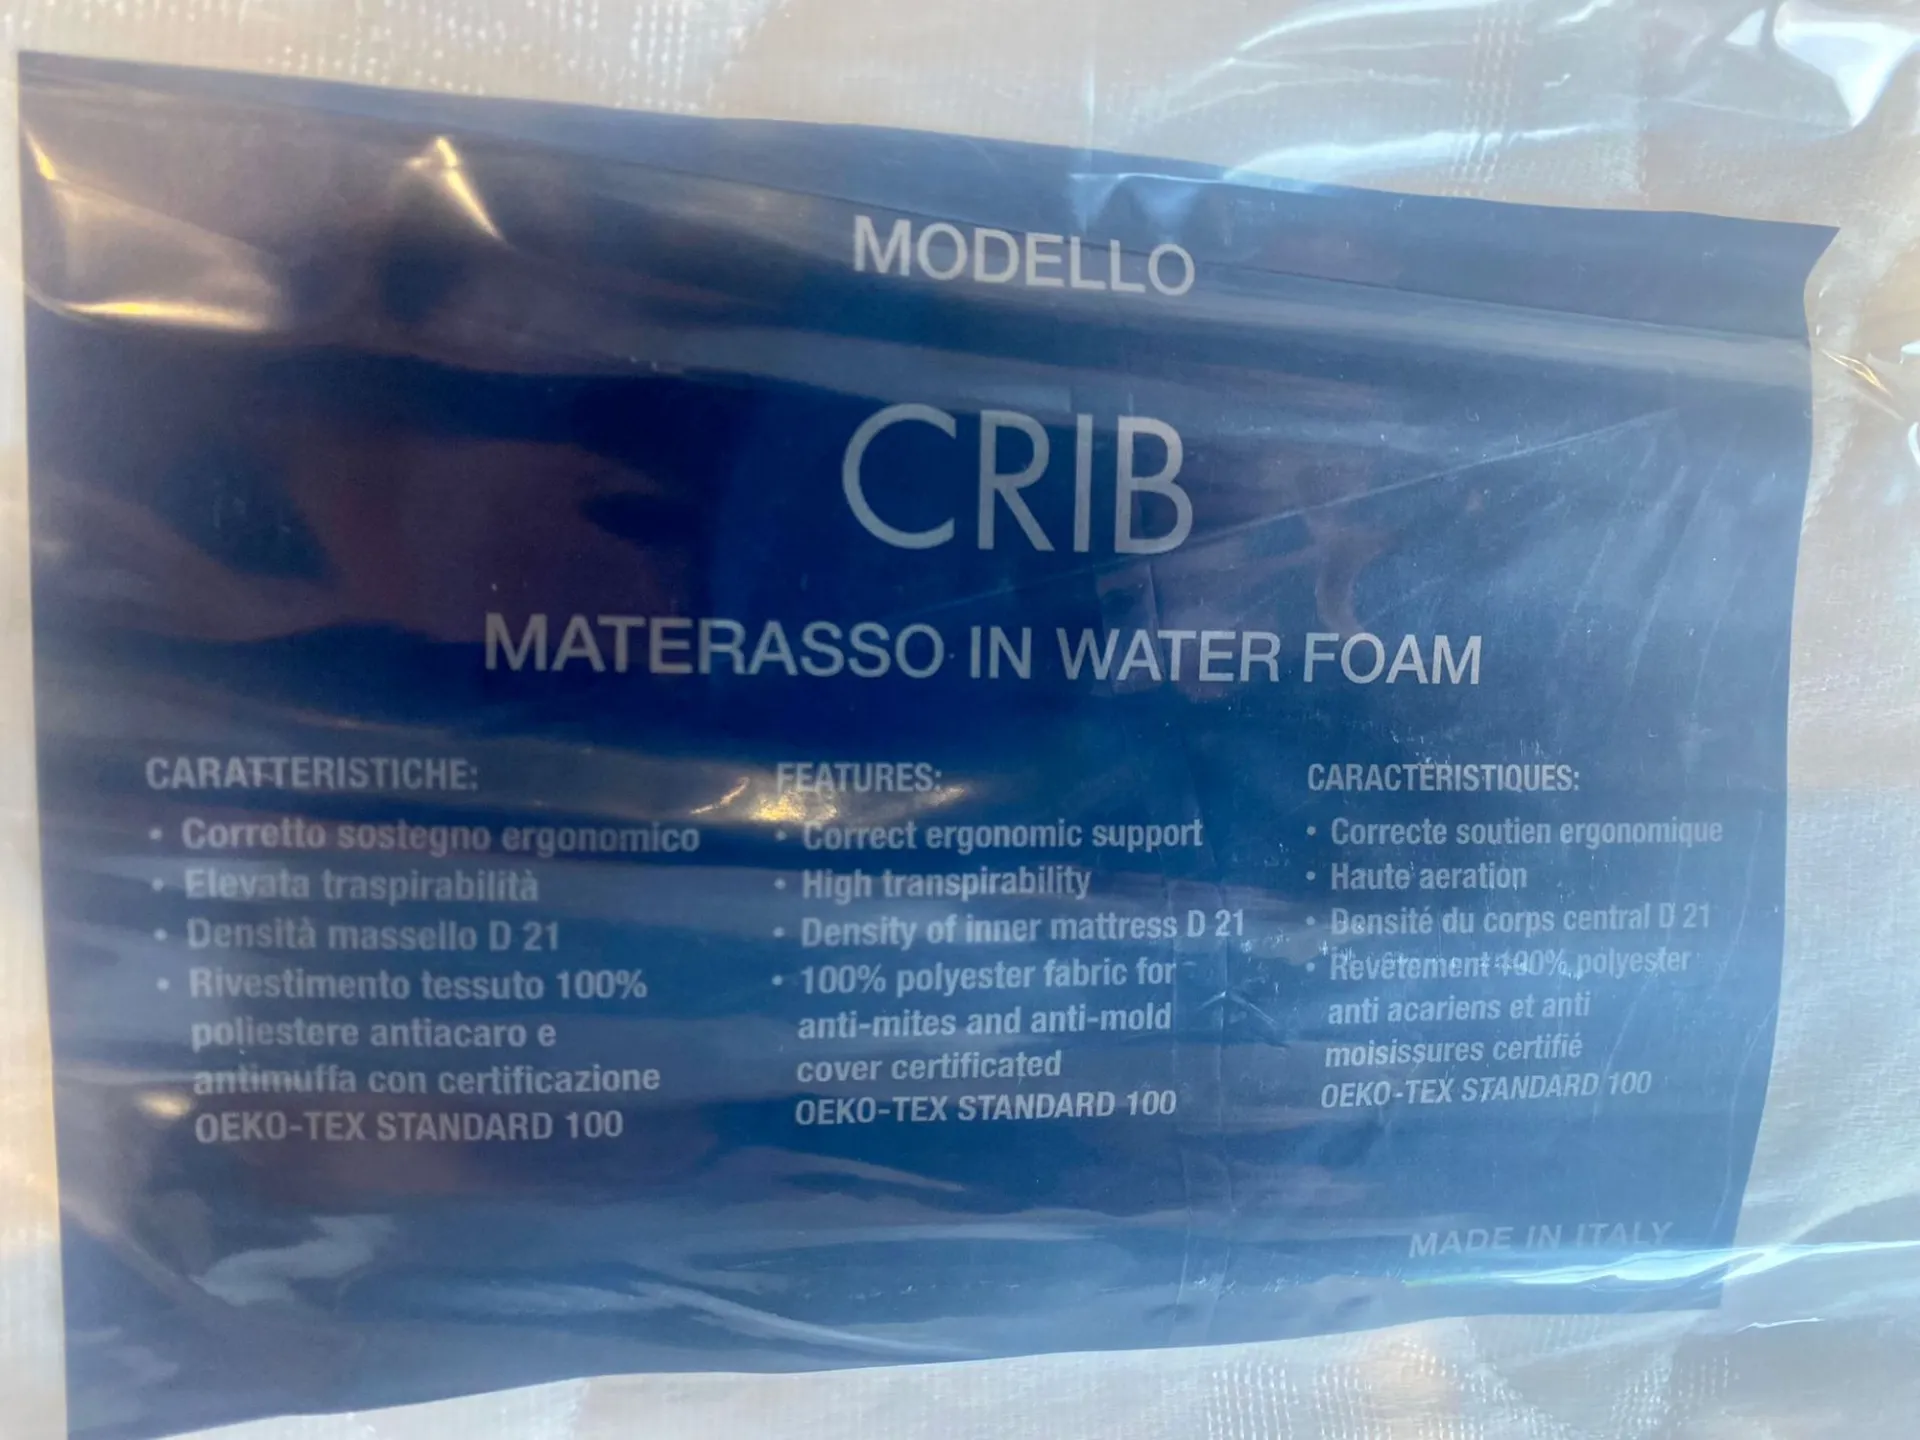 MODELLO
CRIB
MATERASSO IN WATER FOAM
CARATTERISTICHE:
• Corretto sostegno ergonomico
• Elevata traspirabilità
• Densità massello D 21
• Rivestimento tessuto 100%
poliestere antiacaro e
antimuffa con certificazione
OEKO-TEX STANDARD 100
FEATURES:
• Correct ergonomic support
• High transpirability
• Density of inner mattress D 21
• 100% polyester fabric for
anti-mites and anti-mold
cover certificated
OEKO-TEX STANDARD 100
CARACTÉRISTIQUES:
• Correcte soutien ergonomique
• Haute aeration
• Densité du corps central D 21
• Revêtement 100% polyester
anti acariens et anti
moisissures certifié
OEKO-TEX STANDARD 100
MADE IN ITALY